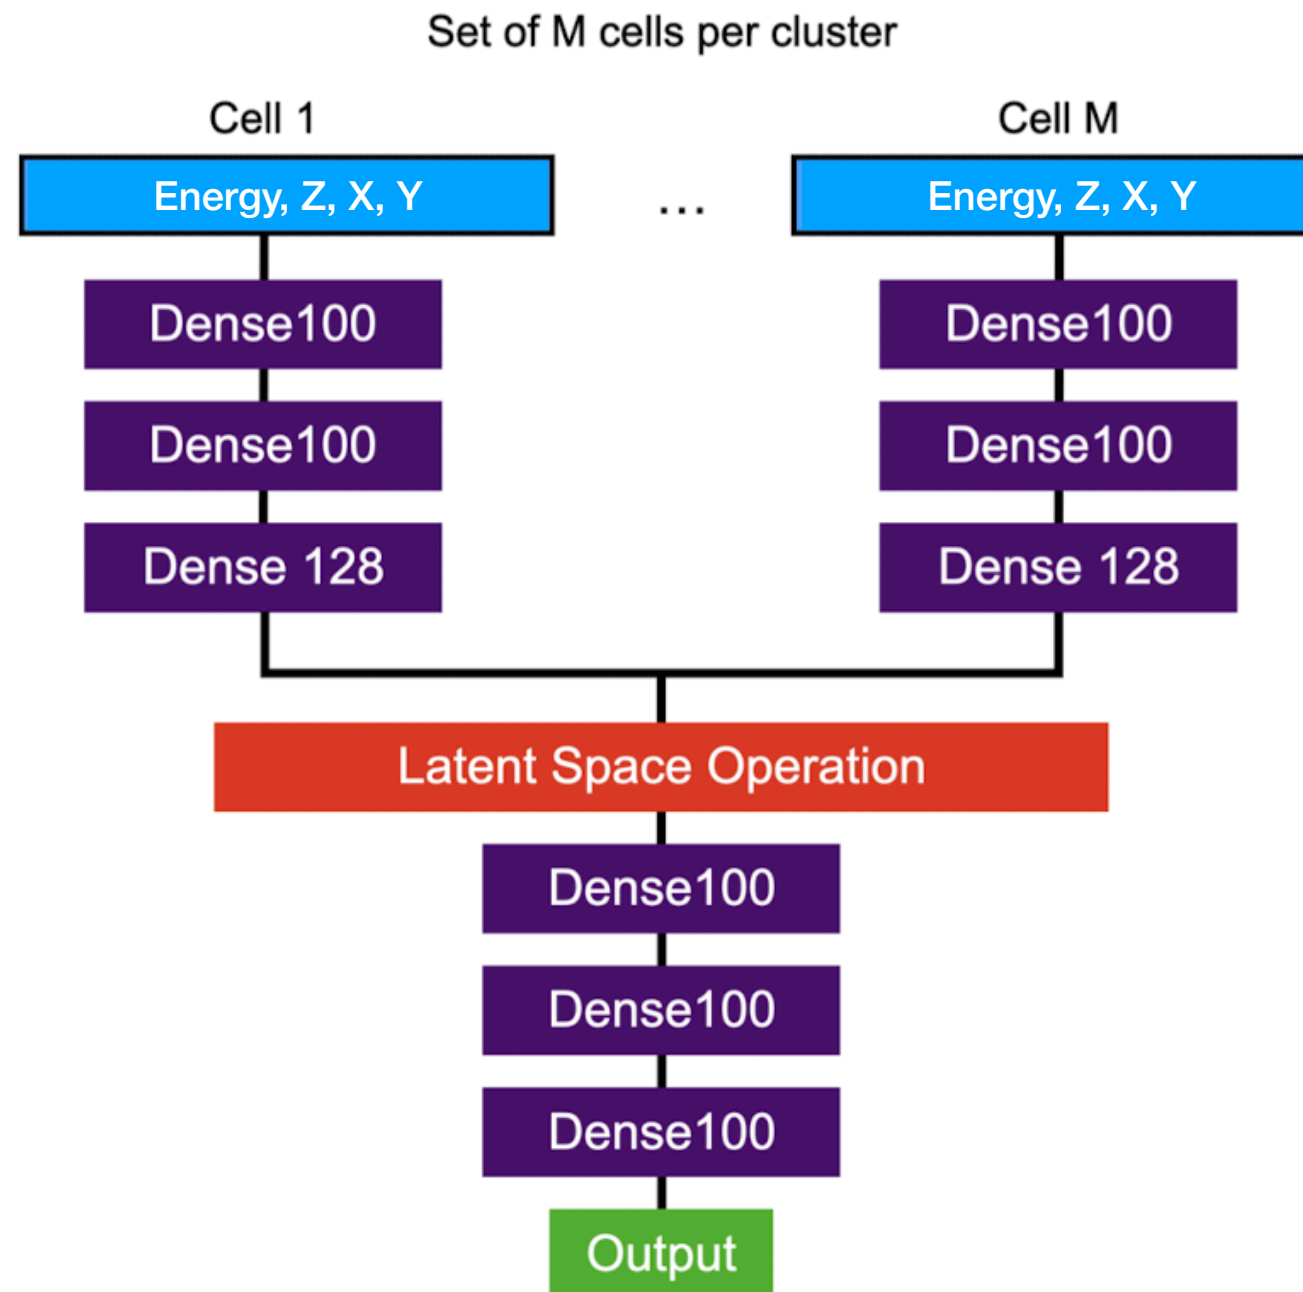 Set of M cells per cluster
Cell 1
Cell M
Energy, Z, X, Y
...
Energy, Z, X, Y
Dense100
Dense100
Dense100
Dense100
Dense 128
Dense 128
Latent Space Operation
Dense100
Dense100
Dense100
Output